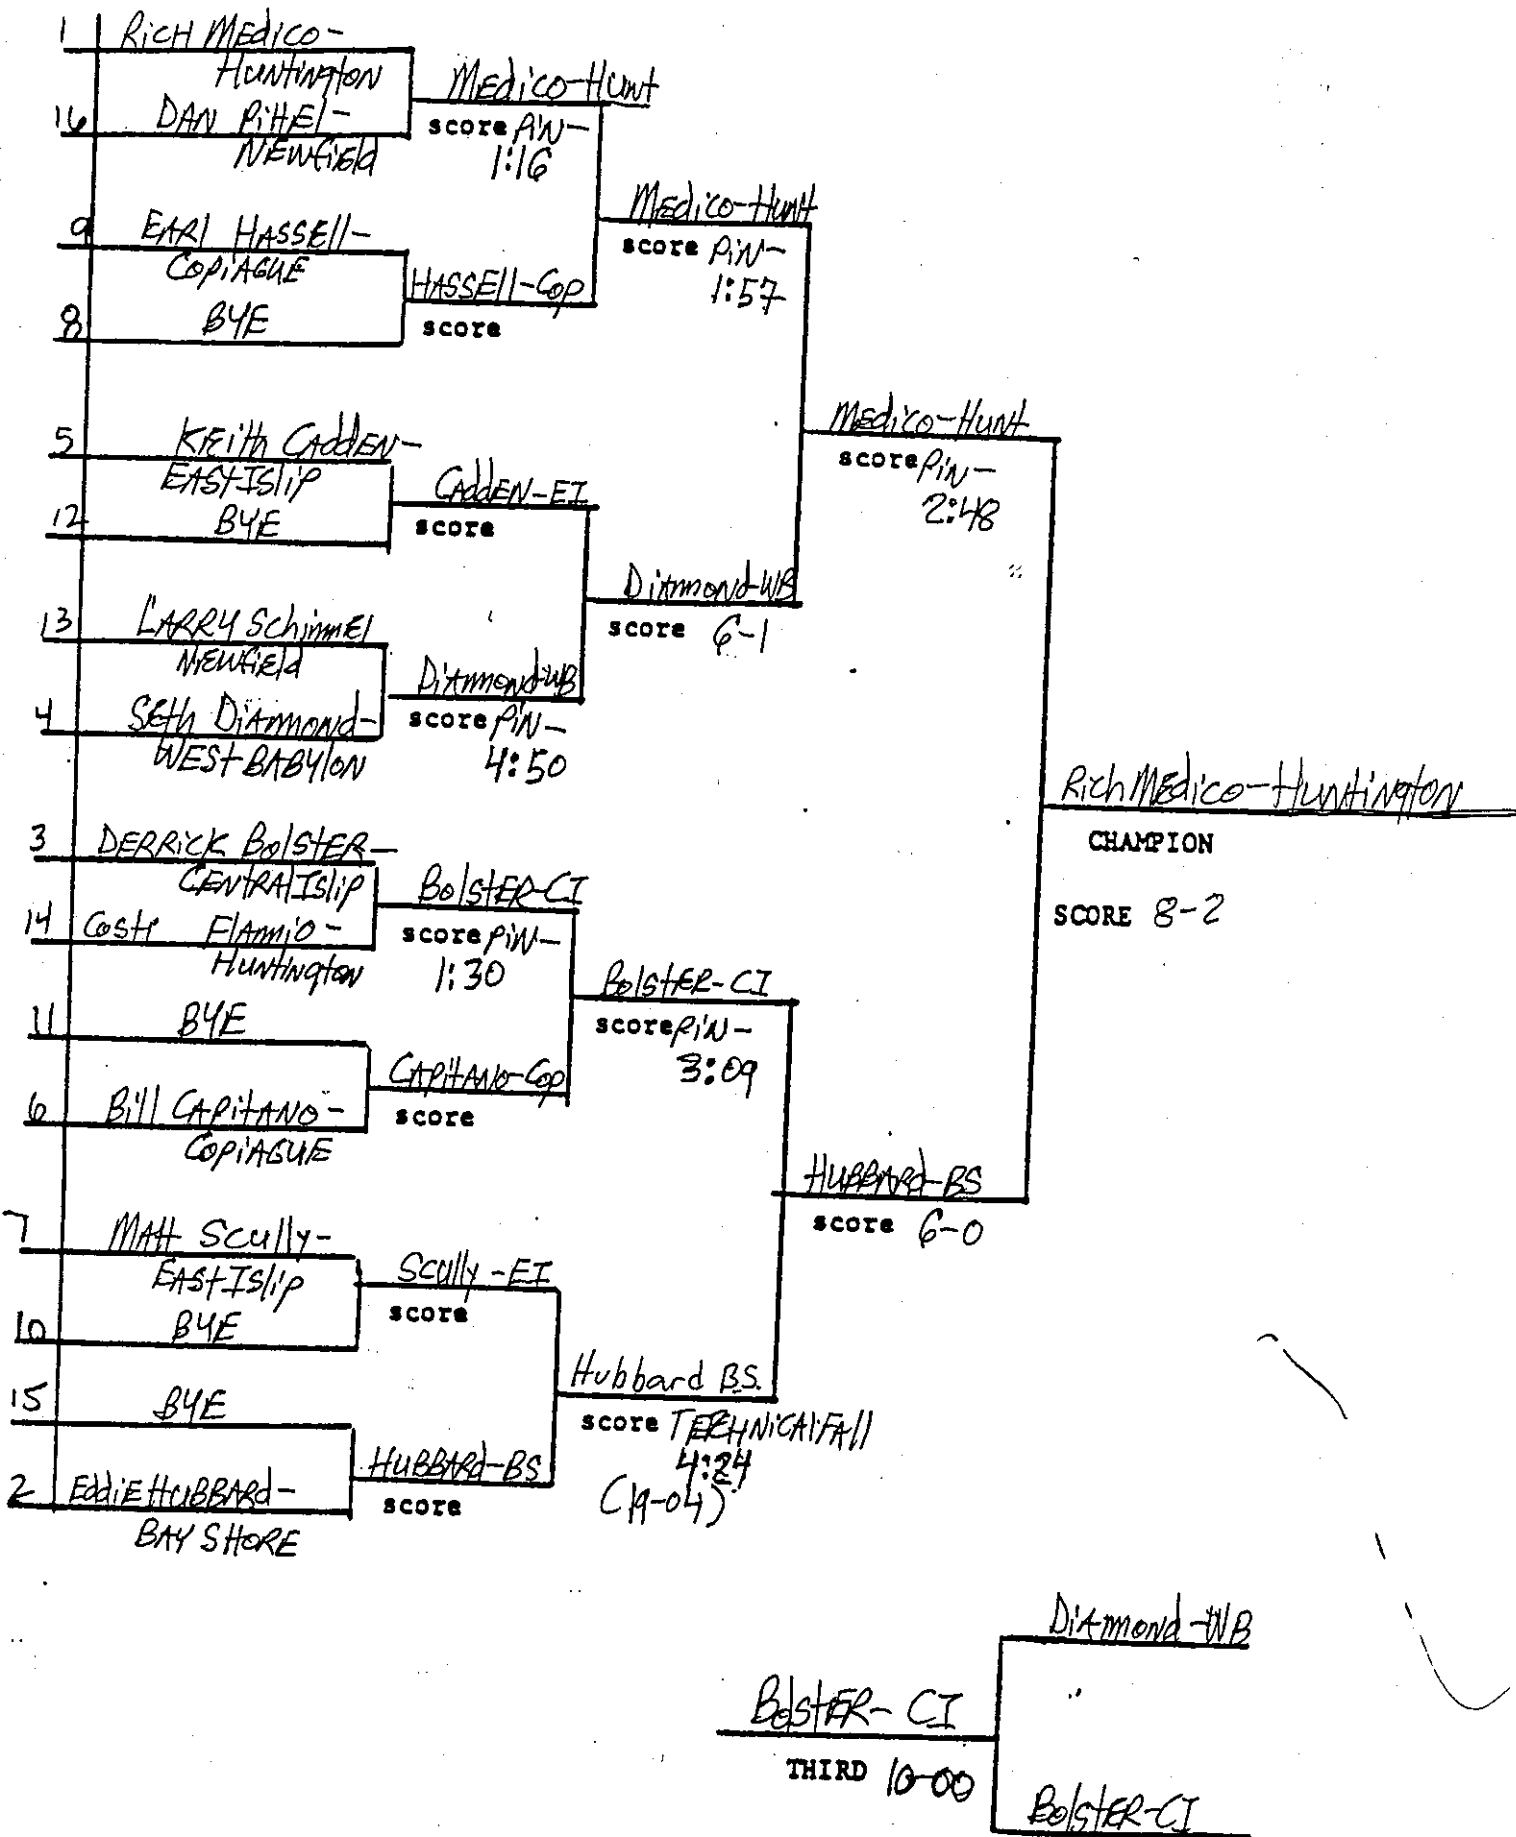 1 RICH MEDICO-
HUNTINGTON
16 DAN PIHEL-
NEWFIELD
MEDICO-HUNT
score PIN-
1:16
9 EARL HASSELL-
COPIAGUE
8 BYE
HASSELL-COP
score
MEDICO-HUNT
score PIN-
1:57
5 KEITH CADDEN-
EAST ISLIP
12 BYE
CADDEN-EI
score
13 LARRY SCHIMMEL
NEWFIELD
4 SETH DIAMOND-
WEST BABYLON
DIAMOND-WB
score PIN-
4:50
DIAMOND-WB
score 6-1
MEDICO-HUNT
score PIN-
2:48
3 DERRICK BOLSTER-
CENTRAL ISLIP
14 FLAMIO-
HUNTINGTON
BOLSTER-CI
score PIN-
1:30
11 BYE
6 BILL CAPITANO-
COPIAGUE
CAPITANO-COP
score
BOLSTER-CI
score PIN-
3:09
7 MATT SCULLY-
EAST ISLIP
10 BYE
SCULLY-EI
score
15 BYE
2 EDDIE HUBBARD-
BAY SHORE
HUBBARD-BS
score
Hubbard B.S.
score TECHNICAL FALL
4:24
(19-04)
HUBBARD-BS
score 6-0
RICH MEDICO-HUNTINGTON
CHAMPION
SCORE 8-2
DIAMOND-WB
BOLSTER-CI
THIRD 10-00
BOLSTER-CI